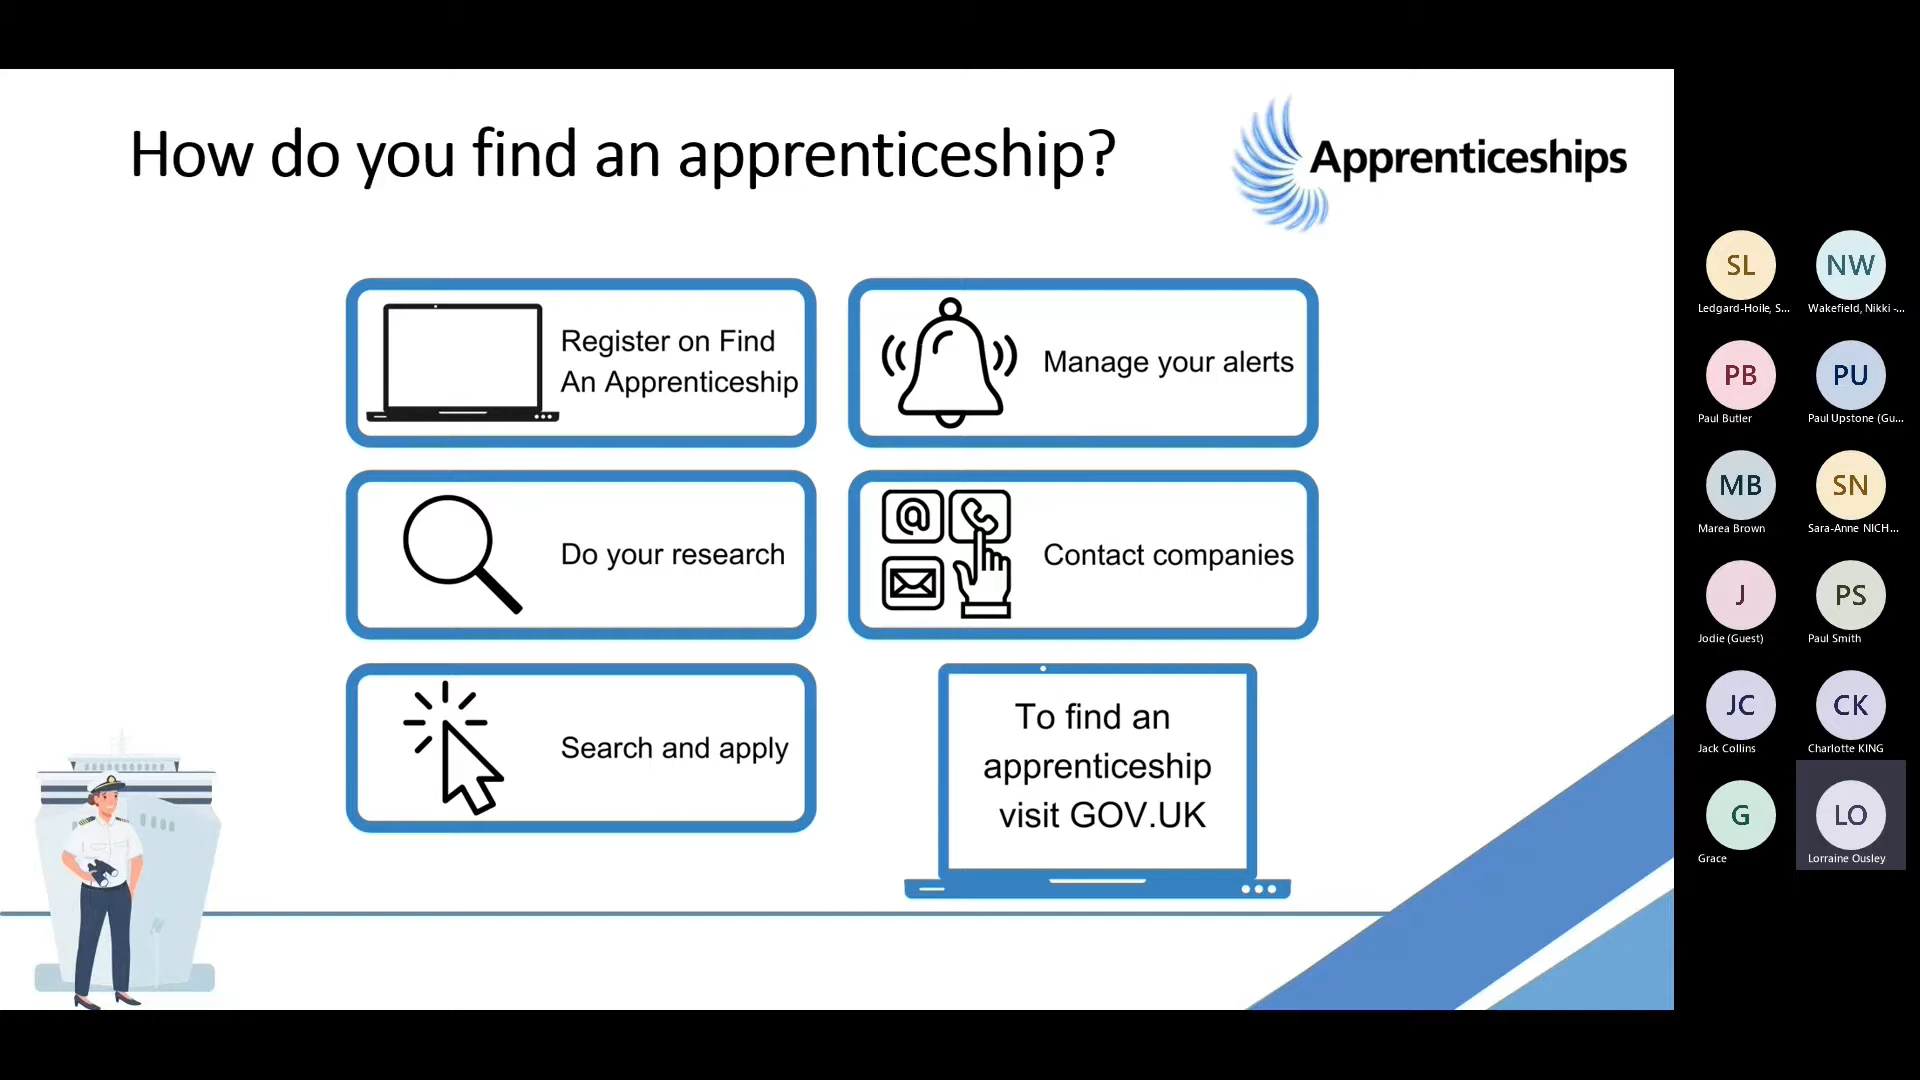 How do you find an apprenticeship?
Apprenticeships
Register on Find
An Apprenticeship
Manage your alerts
Do your research
Contact companies
Search and apply
To find an
apprenticeship
visit GOV.UK
SL
Ledgard-Hoile, S...
NW
Wakefield, Nikki -...
PB
Paul Butler
PU
Paul Upstone (Gu...
MB
Marea Brown
SN
Sara-Anne NICH...
J
Jodie (Guest)
PS
Paul Smith
JC
Jack Collins
CK
Charlotte KING
G
Grace
LO
Lorraine Ousley